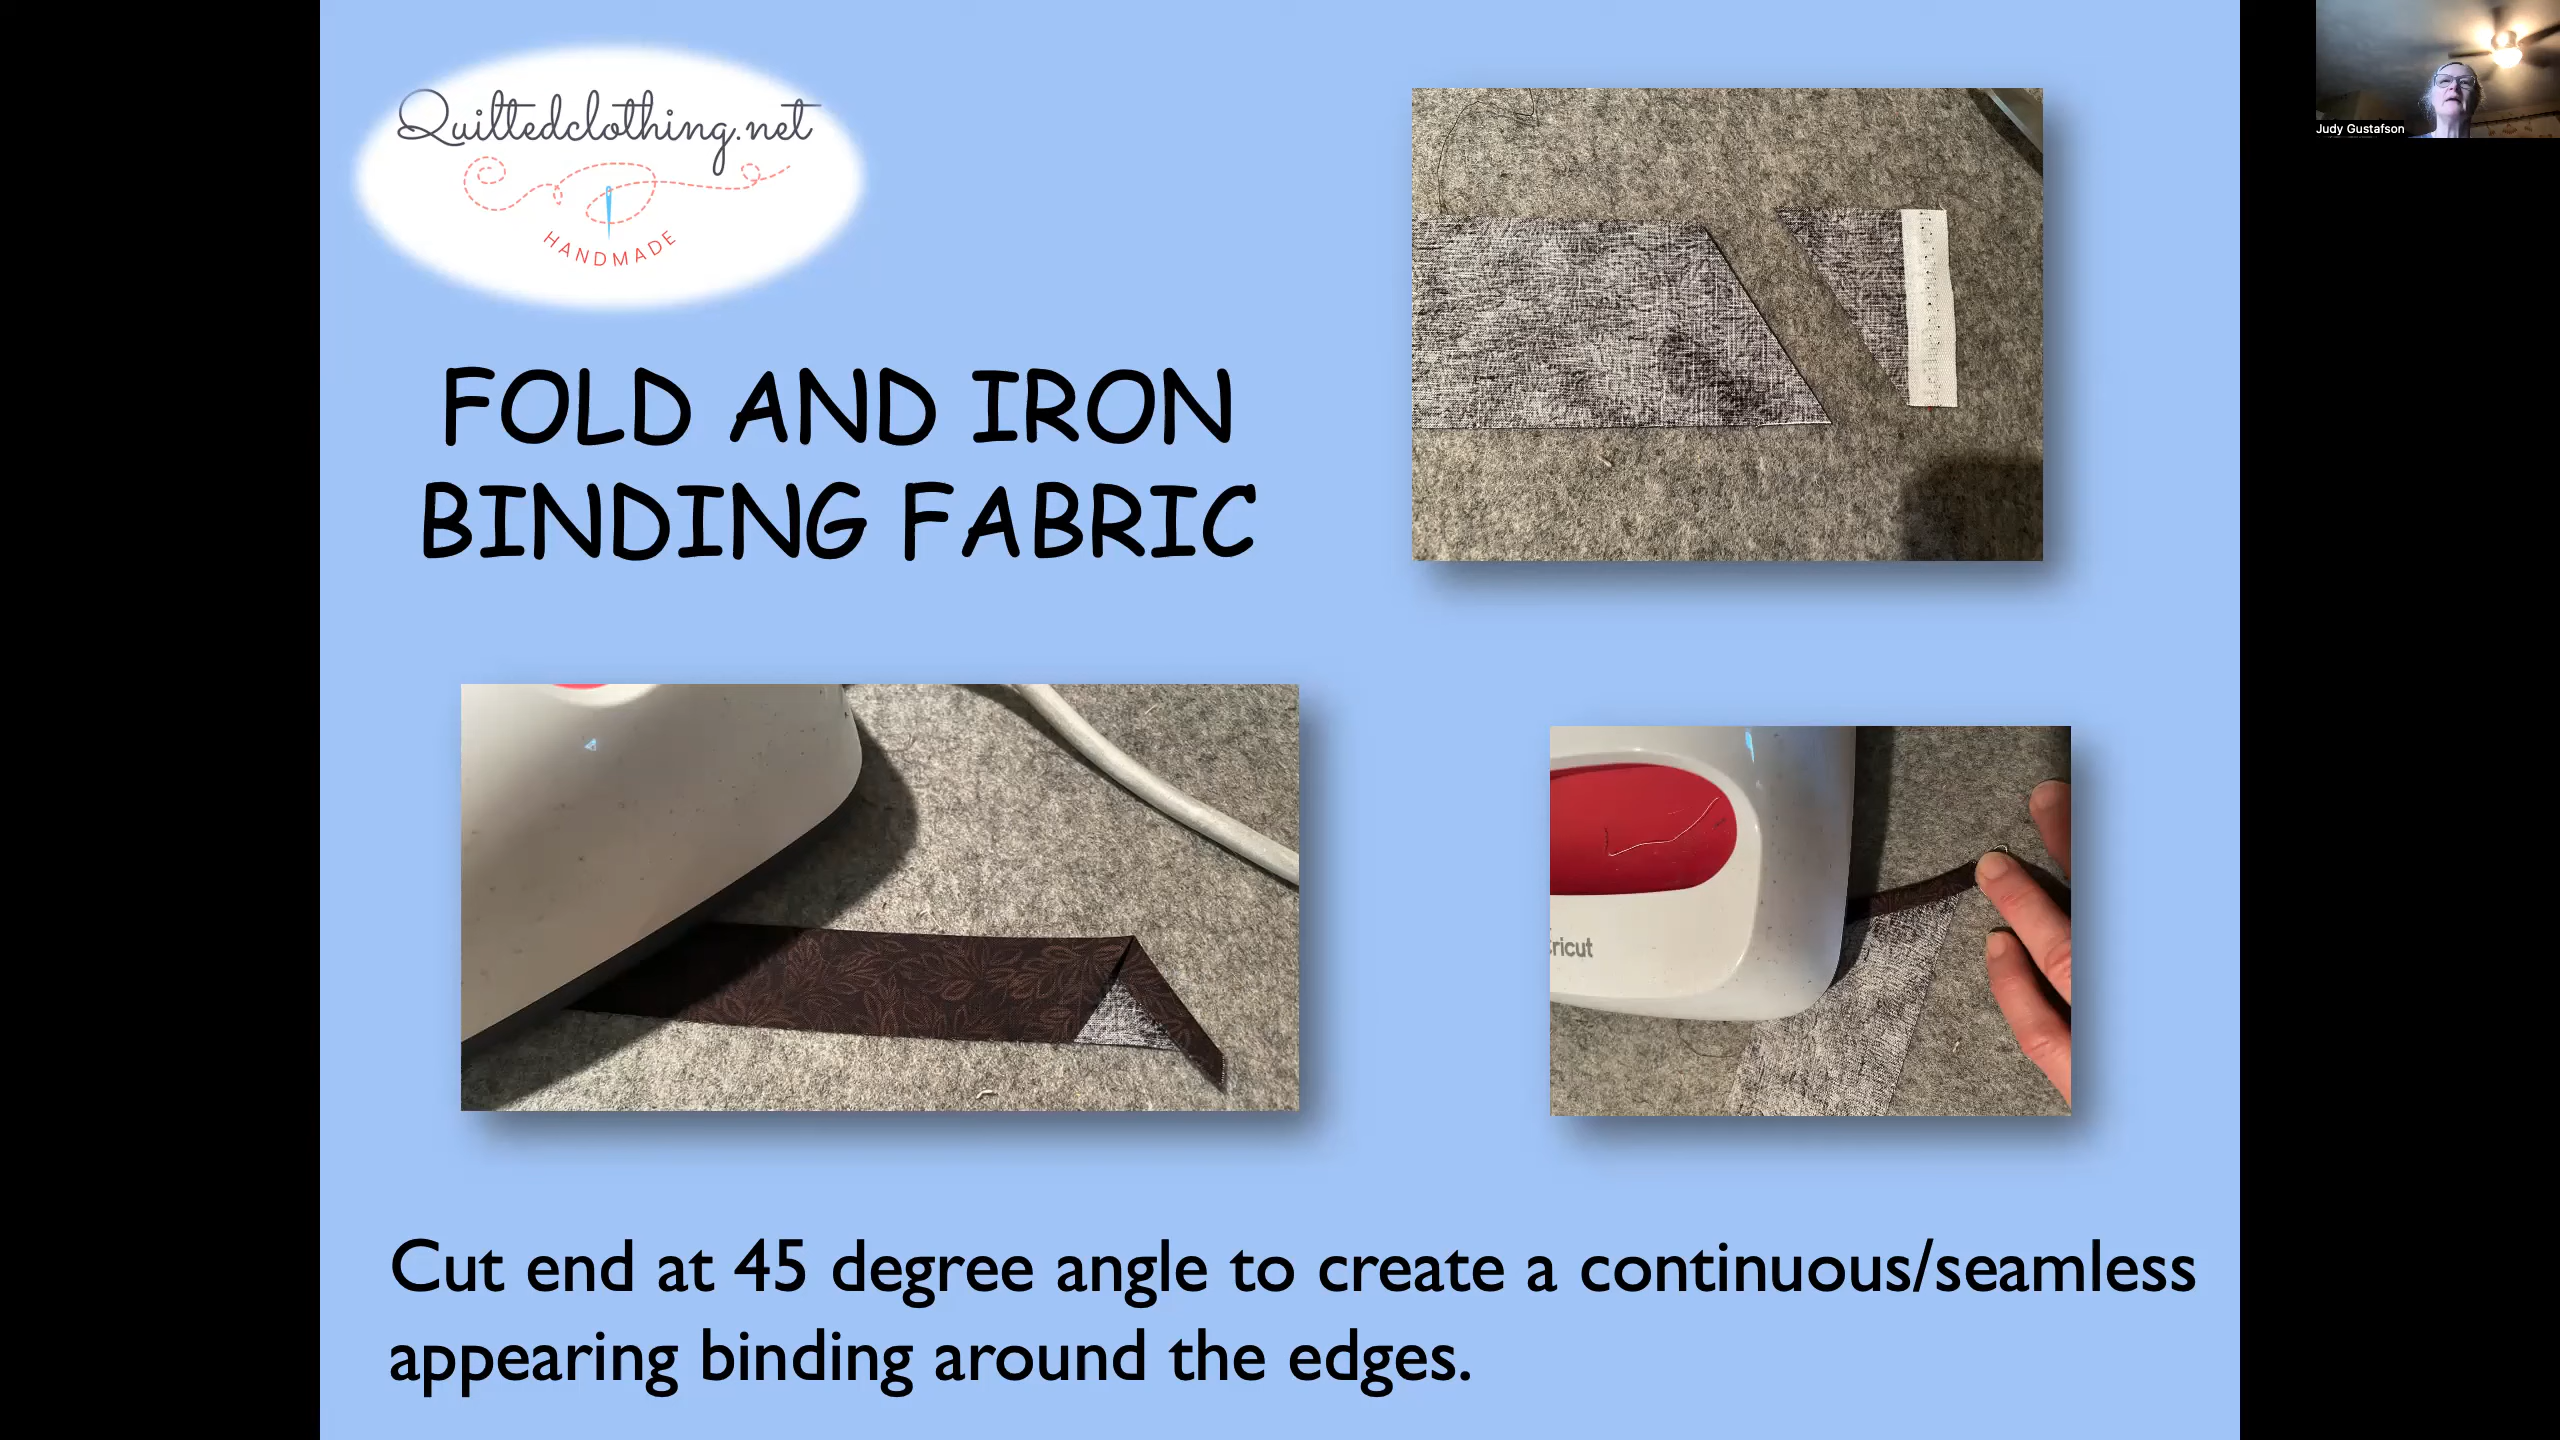 Quiltedclothing.net
HANDMADE
Judy Gustafson
FOLD AND IRON
BINDING FABRIC
Cricut
Cut end at 45 degree angle to create a continuous/seamless
appearing binding around the edges.